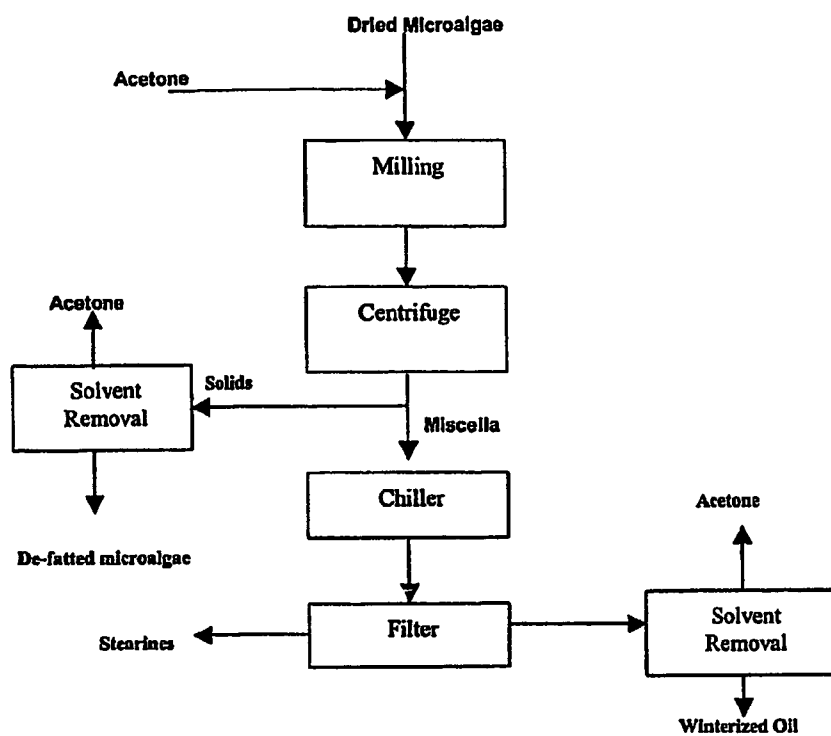 Dried Microalgae
Acetone
Milling
Centrifuge
Acetone
Solvent
Removal
Solids
Miscella
Chiller
De-fatted microalgae
Filter
Stearines
Acetone
Solvent
Removal
Winterized Oil